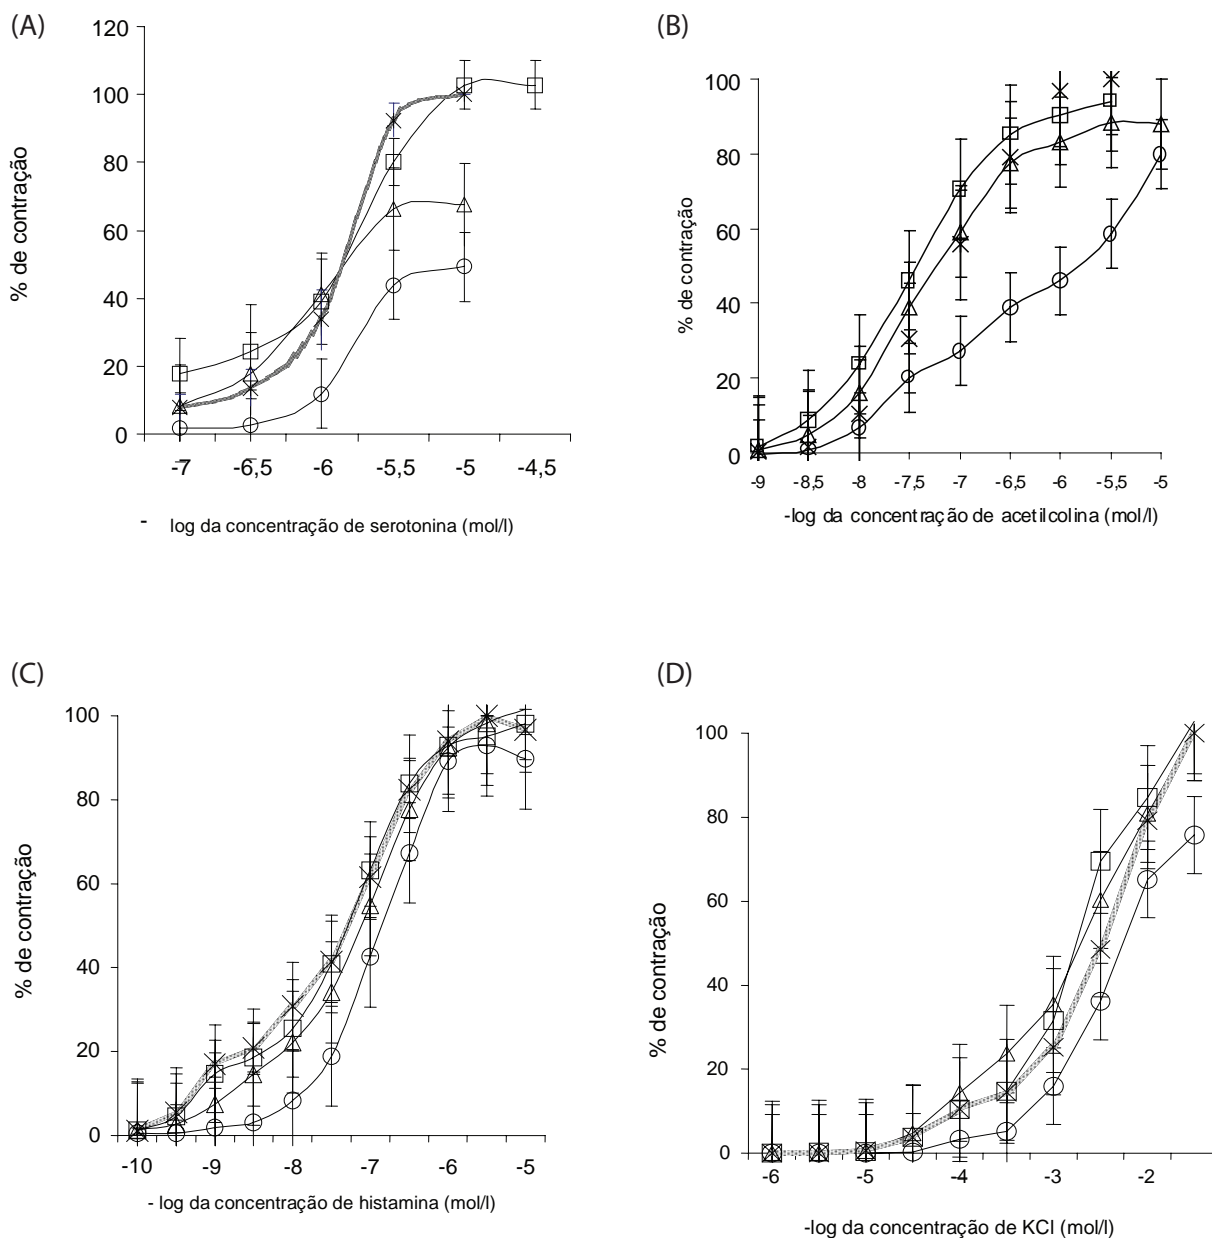 (A)
120
100
80
60
40
20
0
% de contração
-7 -6,5 -6 -5,5 -5 -4,5
- log da concentração de serotonina (mol/l)
(B)
100
80
60
40
20
0
% de contração
-9 -8,5 -8 -7,5 -7 -6,5 -6 -5,5 -5
-log da concentração de acetilcolina (mol/l)
(C)
100
80
60
40
20
0
% de contração
-10 -9 -8 -7 -6 -5
- log da concentração de histamina (mol/l)
(D)
100
80
60
40
20
0
% de contração
-6 -5 -4 -3 -2
-log da concentração de KCl (mol/l)